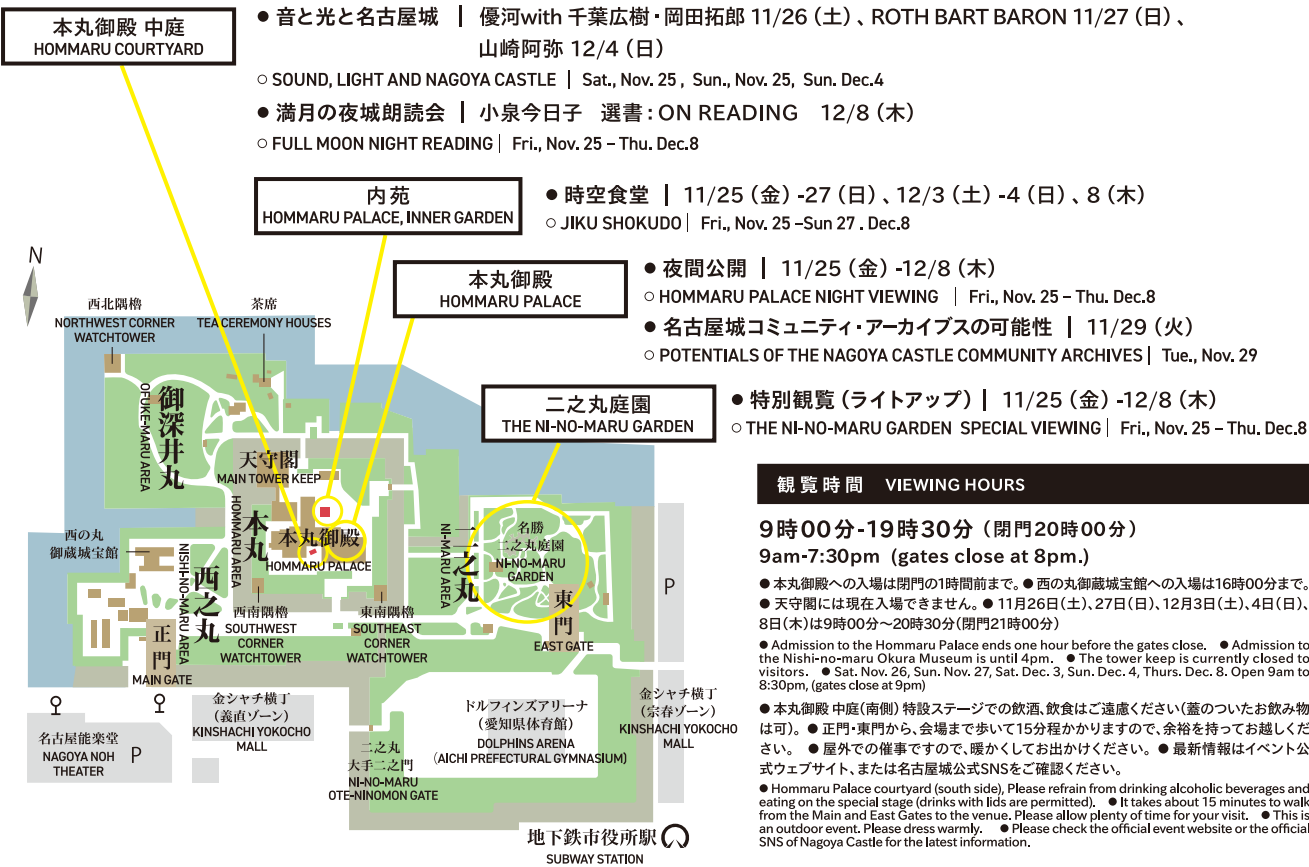 本丸御殿 中庭
HOMMARU COURTYARD
● 音と光と名古屋城 | 優河with 千葉広樹・岡田拓郎 11/26（土）、ROTH BART BARON 11/27（日）、
山崎阿弥 12/4（日）
○ SOUND, LIGHT AND NAGOYA CASTLE | Sat., Nov. 25 , Sun., Nov. 25, Sun. Dec.4
● 満月の夜城朗読会 | 小泉今日子 選書：ON READING 12/8（木）
○ FULL MOON NIGHT READING | Fri., Nov. 25 – Thu. Dec.8
内苑
HOMMARU PALACE, INNER GARDEN
● 時空食堂 | 11/25（金）-27（日）、12/3（土）-4（日）、8（木）
○ JIKU SHOKUDO | Fri., Nov. 25 –Sun 27 . Dec.8
本丸御殿
HOMMARU PALACE
● 夜間公開 | 11/25（金）-12/8（木）
○ HOMMARU PALACE NIGHT VIEWING | Fri., Nov. 25 – Thu. Dec.8
● 名古屋城コミュニティ・アーカイブスの可能性 | 11/29（火）
○ POTENTIALS OF THE NAGOYA CASTLE COMMUNITY ARCHIVES | Tue., Nov. 29
二之丸庭園
THE NI-NO-MARU GARDEN
● 特別観覧（ライトアップ）| 11/25（金）-12/8（木）
○ THE NI-NO-MARU GARDEN SPECIAL VIEWING | Fri., Nov. 25 – Thu. Dec.8
N
西北隅櫓
NORTHWEST CORNER
WATCHTOWER
茶席
TEA CEREMONY HOUSES
御深井丸
OFUKE-MARU AREA
天守閣
MAIN TOWER KEEP
本丸
HOMMARU AREA
本丸御殿
HOMMARU PALACE
二之丸
NI-MARU AREA
名勝
二之丸庭園
NI-NO-MARU
GARDEN
西の丸
御蔵城宝館
西之丸
NISHI-NO-MARU AREA
正門
MAIN GATE
西南隅櫓
SOUTHWEST
CORNER
WATCHTOWER
東南隅櫓
SOUTHEAST
CORNER
WATCHTOWER
東門
EAST GATE
P
名古屋能楽堂
NAGOYA NOH
THEATER
P
金シャチ横丁
（義直ゾーン）
KINSHACHI YOKOCHO
MALL
二之丸
大手二之門
NI-NO-MARU
OTE-NINOMON GATE
ドルフィンズアリーナ
（愛知県体育館）
DOLPHINS ARENA
（AICHI PREFECTURAL GYMNASIUM）
金シャチ横丁
（宗春ゾーン）
KINSHACHI YOKOCHO
MALL
地下鉄市役所駅
SUBWAY STATION
観覧時間 VIEWING HOURS
9時00分-19時30分（閉門20時00分）
9am-7:30pm (gates close at 8pm.)
● 本丸御殿への入場は閉門の1時間前まで。● 西の丸御蔵城宝館への入場は16時00分まで。
● 天守閣には現在入場できません。● 11月26日(土)、27日(日)、12月3日(土)、4日(日)、
8日(木)は9時00分〜20時30分(閉門21時00分)
● Admission to the Hommaru Palace ends one hour before the gates close. ● Admission to
the Nishi-no-maru Okura Museum is until 4pm. ● The tower keep is currently closed to
visitors. ● Sat. Nov. 26, Sun. Nov. 27, Sat. Dec. 3, Sun. Dec. 4, Thurs. Dec. 8. Open 9am to
8:30pm, (gates close at 9pm)
● 本丸御殿 中庭(南側) 特設ステージでの飲酒、飲食はご遠慮ください(蓋のついたお飲み物
は可)。● 正門・東門から、会場まで歩いて15分程かかりますので、余裕を持ってお越しくだ
さい。● 屋外での催事ですので、暖かくしてお出かけください。● 最新情報はイベント公
式ウェブサイト、または名古屋城公式SNSをご確認ください。
● Hommaru Palace courtyard (south side), Please refrain from drinking alcoholic beverages and
eating on the special stage (drinks with lids are permitted). ● It takes about 15 minutes to walk
from the Main and East Gates to the venue. Please allow plenty of time for your visit. ● This is
an outdoor event. Please dress warmly. ● Please check the official event website or the official
SNS of Nagoya Castle for the latest information.